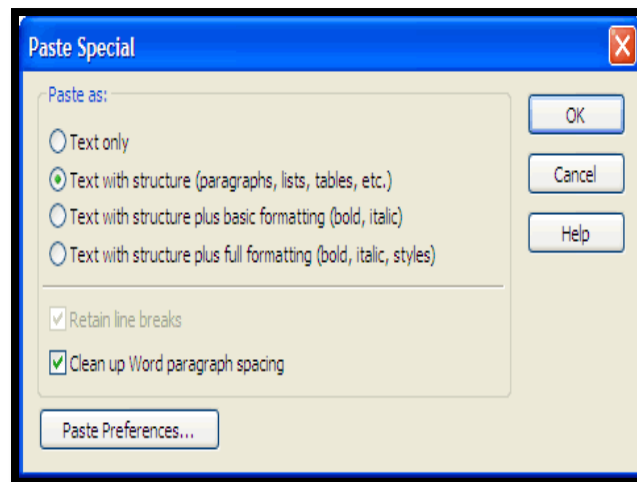 Paste Special
Paste as:
Text only
Text with structure (paragraphs, lists, tables, etc.)
Text with structure plus basic formatting (bold, italic)
Text with structure plus full formatting (bold, italic, styles)
Retain line breaks
Clean up Word paragraph spacing
Paste Preferences...
OK
Cancel
Help